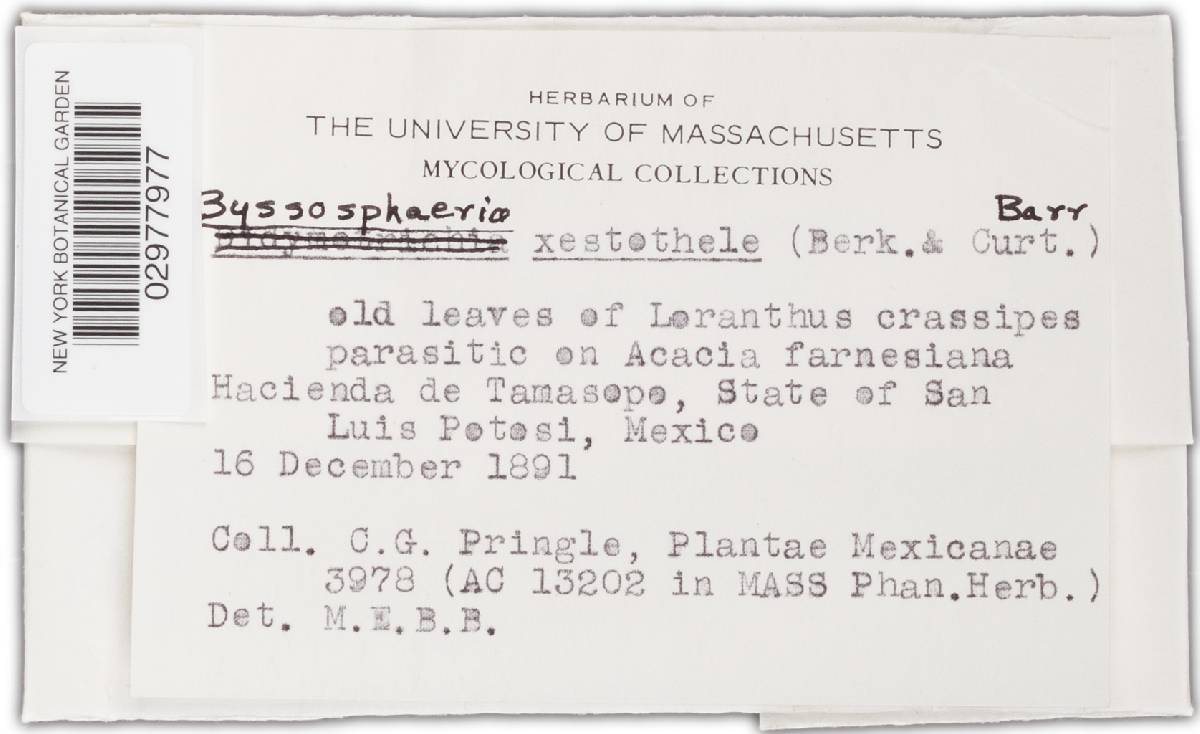 NEW YORK BOTANICAL GARDEN
02977977
HERBARIUM OF
THE UNIVERSITY OF MASSACHUSETTS
MYCOLOGICAL COLLECTIONS
Byssosphaeria Barr
xestothele (Berk.& Curt.)
old leaves of Loranthus crassipes
parasitic on Acacia farnesiana
Hacienda de Tamasopo, State of San
Luis Potosi, Mexico
16 December 1891
Coll. C.G. Pringle, Plantae Mexicanae
3978 (AC 13202 in MASS Phan.Herb.)
Det. M.E.B.B.